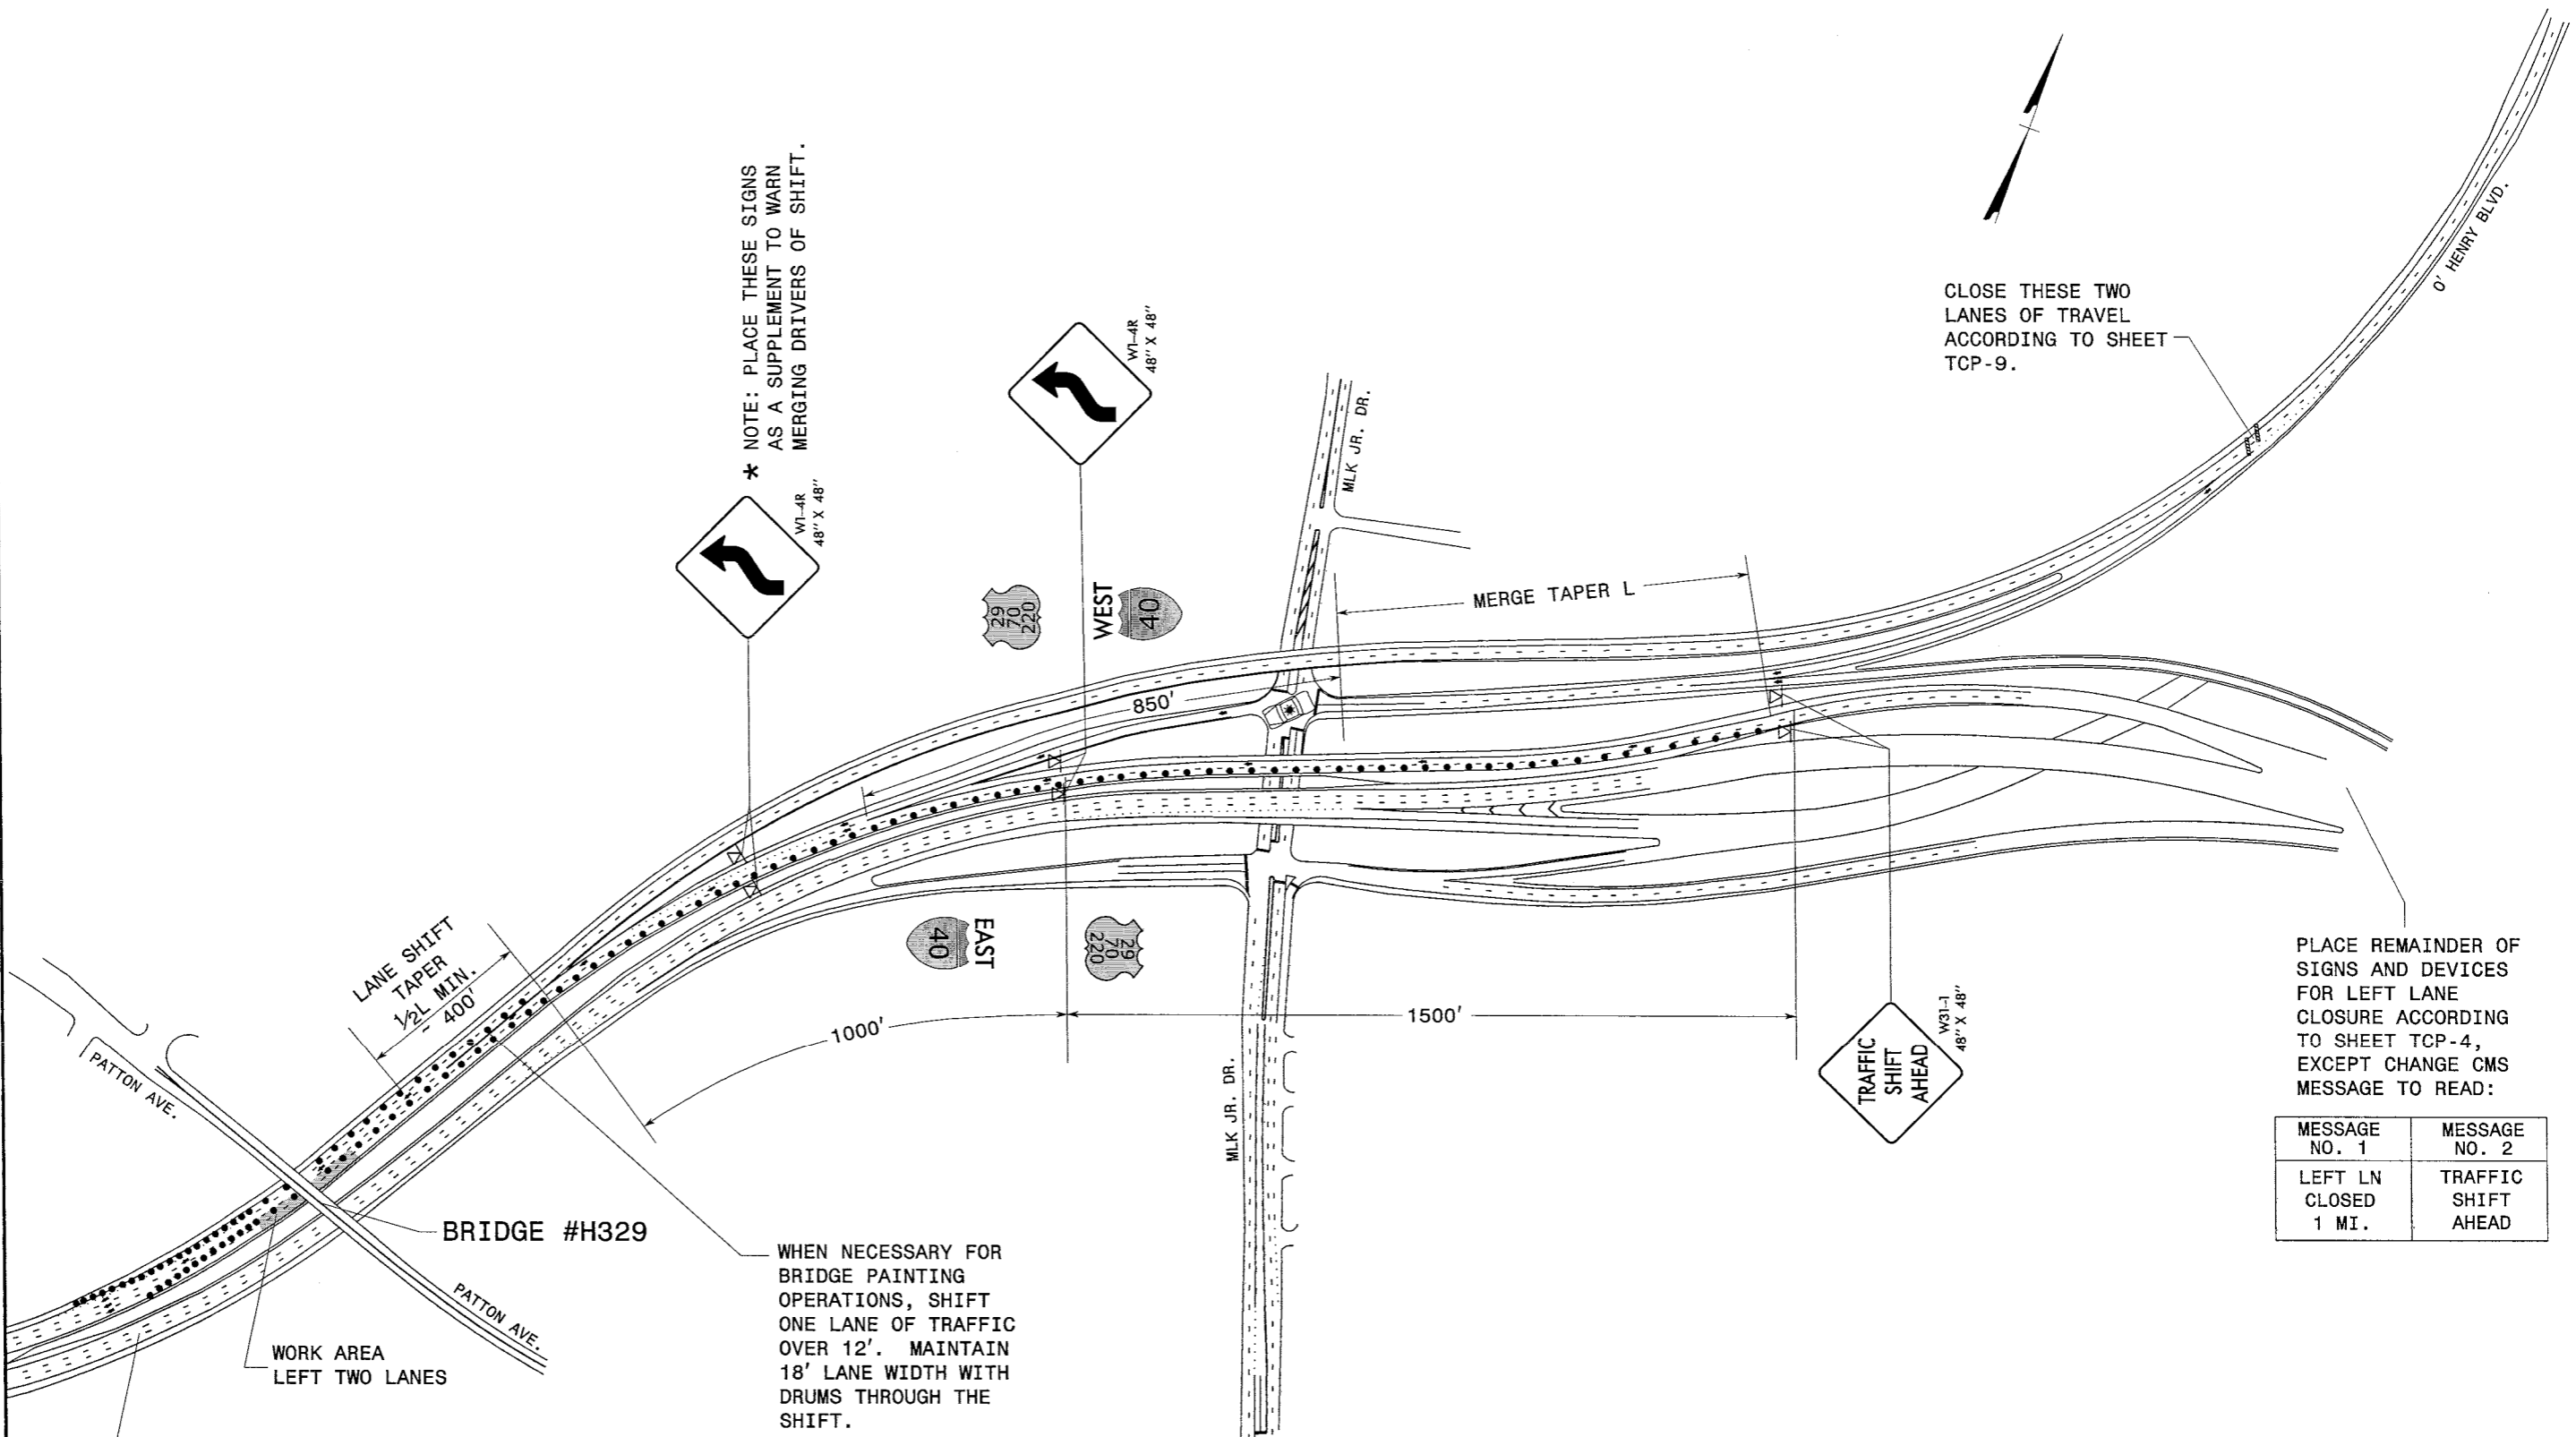 * NOTE: PLACE THESE SIGNS
AS A SUPPLEMENT TO WARN
MERGING DRIVERS OF SHIFT.
W1-4R
48" X 48"
W1-4R
48" X 48"
MLK JR. DR.
CLOSE THESE TWO
LANES OF TRAVEL
ACCORDING TO SHEET
TCP-9.
O' HENRY BLVD.
29
70
220
WEST
40
MERGE TAPER L
850'
LANE SHIFT
TAPER
½L MIN.
~ 400'
40
EAST
29
70
220
1000'
1500'
MLK JR. DR.
TRAFFIC
SHIFT
AHEAD
W31-1
48" X 48"
PLACE REMAINDER OF
SIGNS AND DEVICES
FOR LEFT LANE
CLOSURE ACCORDING
TO SHEET TCP-4,
EXCEPT CHANGE CMS
MESSAGE TO READ:
MESSAGE
NO. 1
MESSAGE
NO. 2
LEFT LN
CLOSED
1 MI.
TRAFFIC
SHIFT
AHEAD
PATTON AVE.
BRIDGE #H329
PATTON AVE.
WORK AREA
LEFT TWO LANES
WHEN NECESSARY FOR
BRIDGE PAINTING
OPERATIONS, SHIFT
ONE LANE OF TRAFFIC
OVER 12'. MAINTAIN
18' LANE WIDTH WITH
DRUMS THROUGH THE
SHIFT.